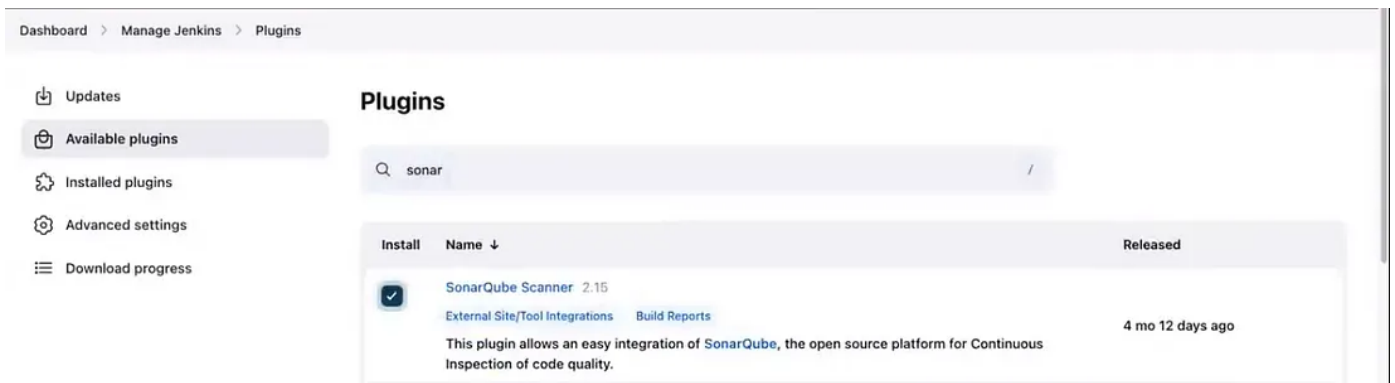 Dashboard > Manage Jenkins > Plugins
Updates
Available plugins
Installed plugins
Advanced settings
Download progress
Plugins
sonar /
Install Name ↓ Released
SonarQube Scanner 2.15
External Site/Tool Integrations Build Reports
This plugin allows an easy integration of SonarQube, the open source platform for Continuous
Inspection of code quality.
4 mo 12 days ago